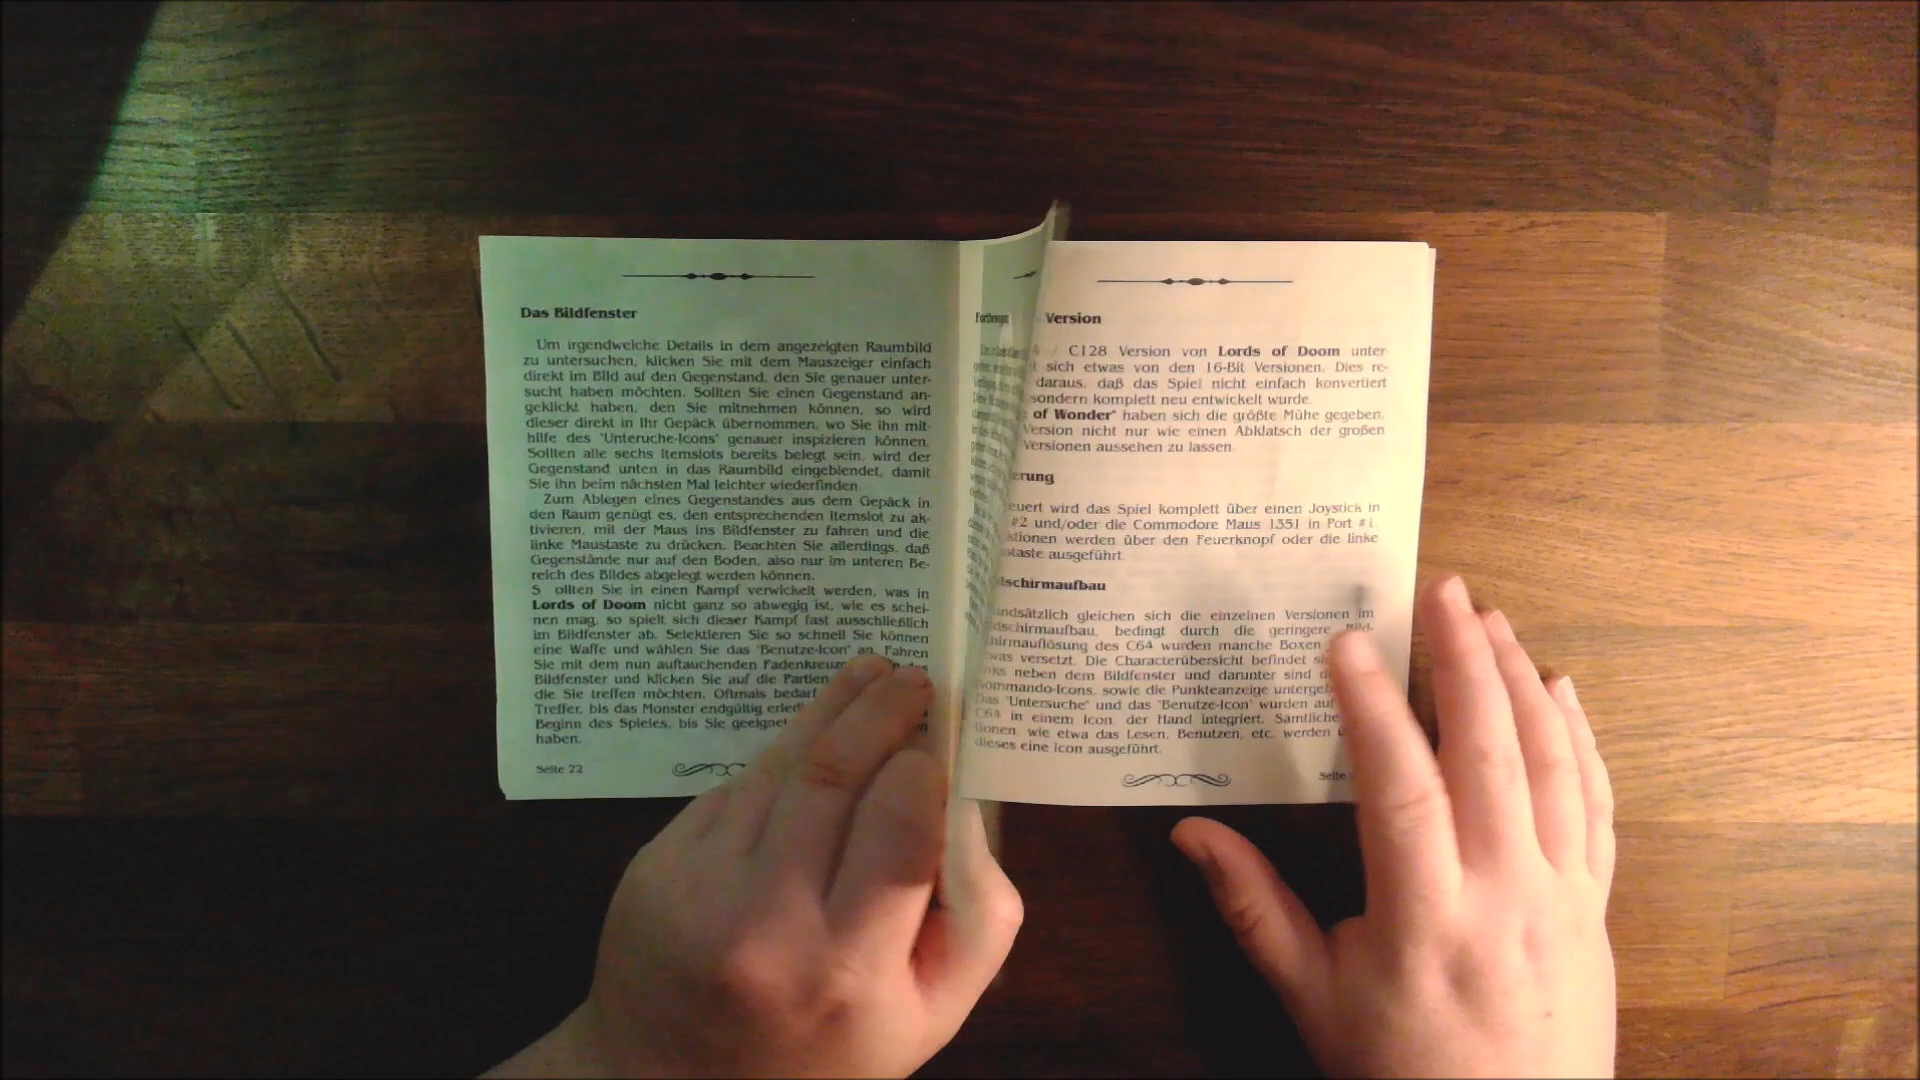 Das Bildfenster
Um irgendwelche Details in dem angezeigten Raumbild
zu untersuchen, klicken Sie mit dem Mauszeiger einfach
direkt im Bild auf den Gegenstand, den Sie genauer unter-
sucht haben möchten. Sollten Sie einen Gegenstand an-
geklickt haben, den Sie mitnehmen können, so wird
dieser direkt in Ihr Gepäck übernommen, wo Sie ihn mit-
hilfe des "Unteruche-Icons" genauer inspizieren können.
Sollten alle sechs Itemslots bereits belegt sein, wird der
Gegenstand unten in das Raumbild eingeblendet, damit
Sie ihn beim nächsten Mal leichter wiederfinden.
Zum Ablegen eines Gegenstandes aus dem Gepäck in
den Raum genügt es, den entsprechenden Itemslot zu ak-
tivieren, mit der Maus ins Bildfenster zu fahren und die
linke Maustaste zu drücken. Beachten Sie allerdings, daß
Gegenstände nur auf den Boden, also nur im unteren Be-
reich des Bildes abgelegt werden können.
S ollten Sie in einen Kampf verwickelt werden, was in
Lords of Doom nicht ganz so abwegig ist, wie es schei-
nen mag, so spielt sich dieser Kampf fast ausschließlich
im Bildfenster ab. Selektieren Sie so schnell Sie können
eine Waffe und wählen Sie das "Benutze-Icon" an. Fahren
Sie mit dem nun auftauchenden Fadenkreuz
Bildfenster und klicken Sie auf die Partien
die Sie treffen möchten. Oftmals bedarf
Treffer, bis das Monster endgültig erledi
Beginn des Spieles, bis Sie geeignet
haben.
Seite 22
Version
C128 Version von Lords of Doom unter-
sich etwas von den 16-Bit Versionen. Dies re-
daraus, daß das Spiel nicht einfach konvertiert
sondern komplett neu entwickelt wurde.
of Wonder" haben sich die größte Mühe gegeben,
Version nicht nur wie einen Abklatsch der großen
Versionen aussehen zu lassen.
erung
euert wird das Spiel komplett über einen Joystick in
#2 und/oder die Commodore Maus 1351 in Port #1.
ktionen werden über den Feuerknopf oder die linke
staste ausgeführt.
dschirmaufbau
undsätzlich gleichen sich die einzelnen Versionen im
dschirmaufbau, bedingt durch die geringere Bild-
hirmauflösung des C64 wurden manche Boxen
was versetzt. Die Characterübersicht befindet
nks neben dem Bildfenster und darunter sind
Kommando-Icons, sowie die Punkteanzeige unterge
Das "Untersuche" und das "Benutze-Icon" wurden auf
C64 in einem Icon, der Hand integriert. Sämtliche
tionen, wie etwa das Lesen, Benutzen, etc. werden
dieses eine Icon ausgeführt.
Seite